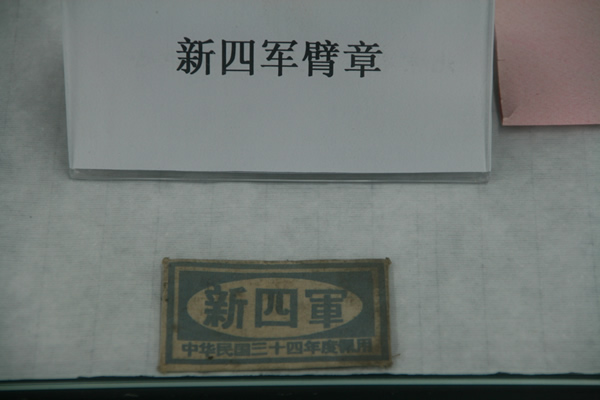 新四军臂章
新四軍
中华民国三十四年度佩用